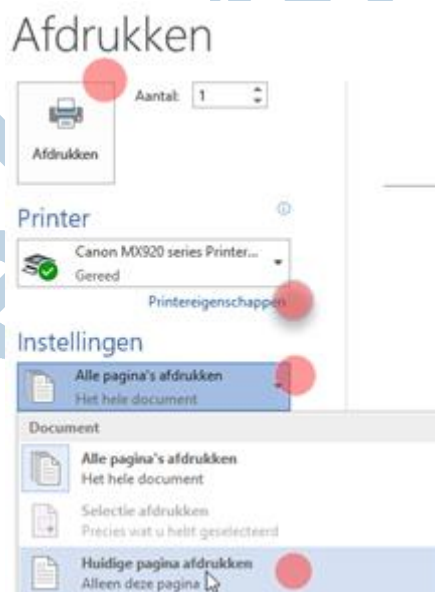 Afdrukken
Aantal: 1
Afdrukken
Printer
Canon MX920 series Printer...
Gereed
Printereigenschappen
Instellingen
Alle pagina's afdrukken
Het hele document
Document
Alle pagina's afdrukken
Het hele document
Selectie afdrukken
Precies wat u hebt geselecteerd
Huidige pagina afdrukken
Alleen deze pagina